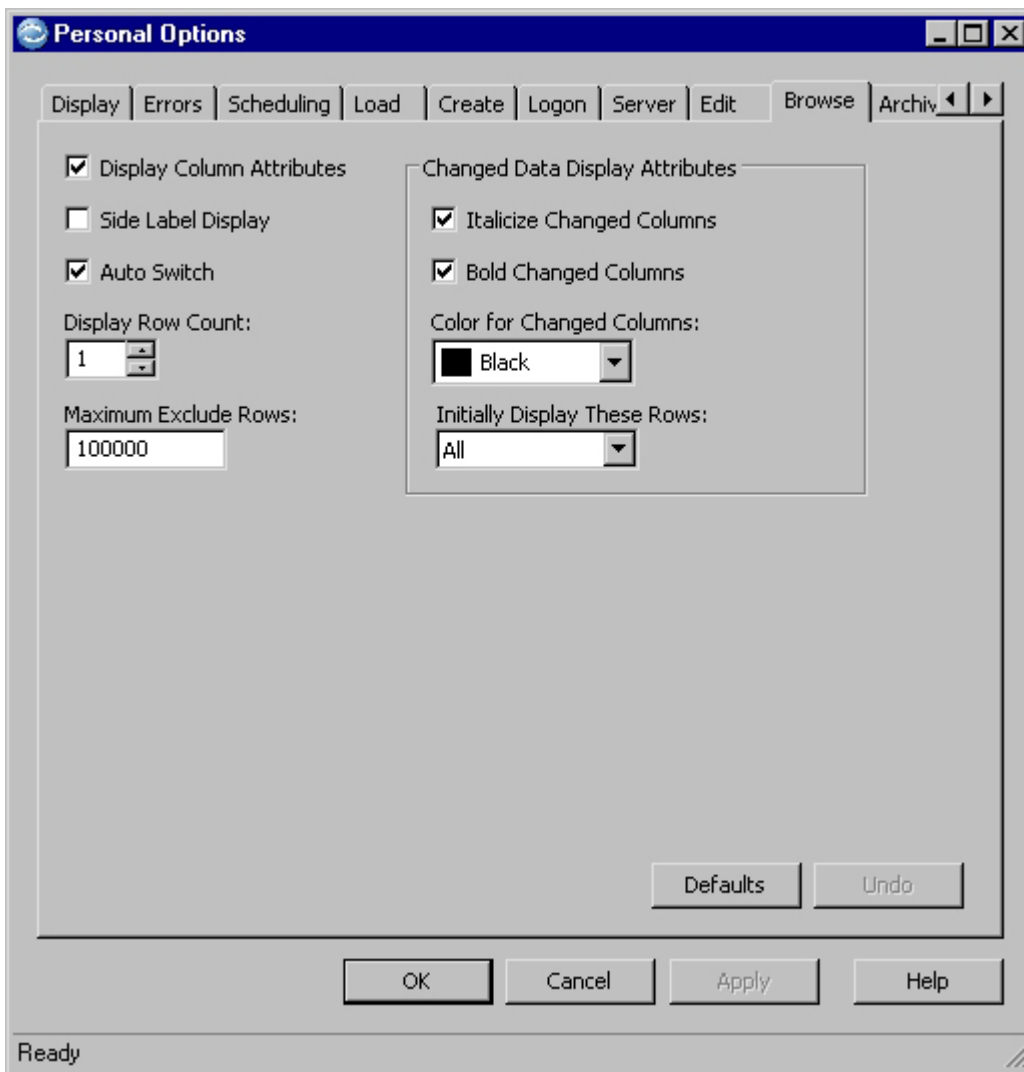 Personal Options
Display Errors Scheduling Load Create Logon Server Edit Browse Archiv
Display Column Attributes
Side Label Display
Auto Switch
Display Row Count:
1
Maximum Exclude Rows:
100000
Changed Data Display Attributes
Italicize Changed Columns
Bold Changed Columns
Color for Changed Columns:
Black
Initially Display These Rows:
All
Defaults Undo
OK Cancel Apply Help
Ready